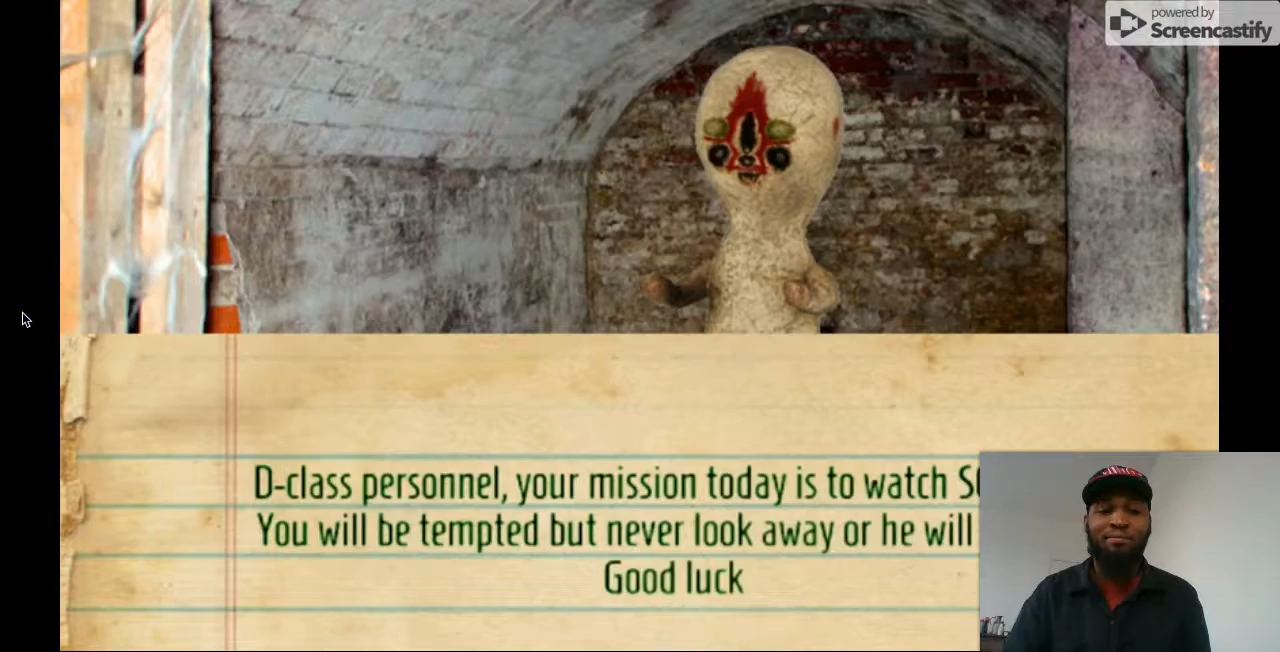 powered by
Screencastify
D-class personnel, your mission today is to watch
You will be tempted but never look away or he will
Good luck